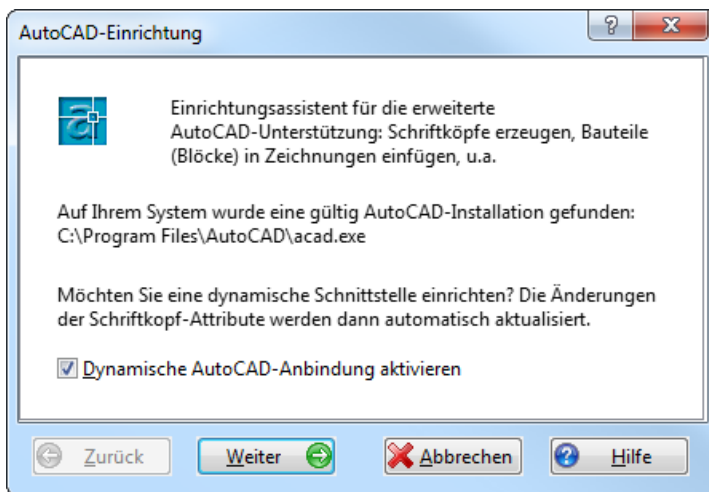 AutoCAD-Einrichtung
Einrichtungsassistent für die erweiterte
AutoCAD-Unterstützung: Schriftköpfe erzeugen, Bauteile
(Blöcke) in Zeichnungen einfügen, u.a.
Auf Ihrem System wurde eine gültig AutoCAD-Installation gefunden:
C:\Program Files\AutoCAD\acad.exe
Möchten Sie eine dynamische Schnittstelle einrichten? Die Änderungen
der Schriftkopf-Attribute werden dann automatisch aktualisiert.
Dynamische AutoCAD-Anbindung aktivieren
Zurück Weiter Abbrechen Hilfe